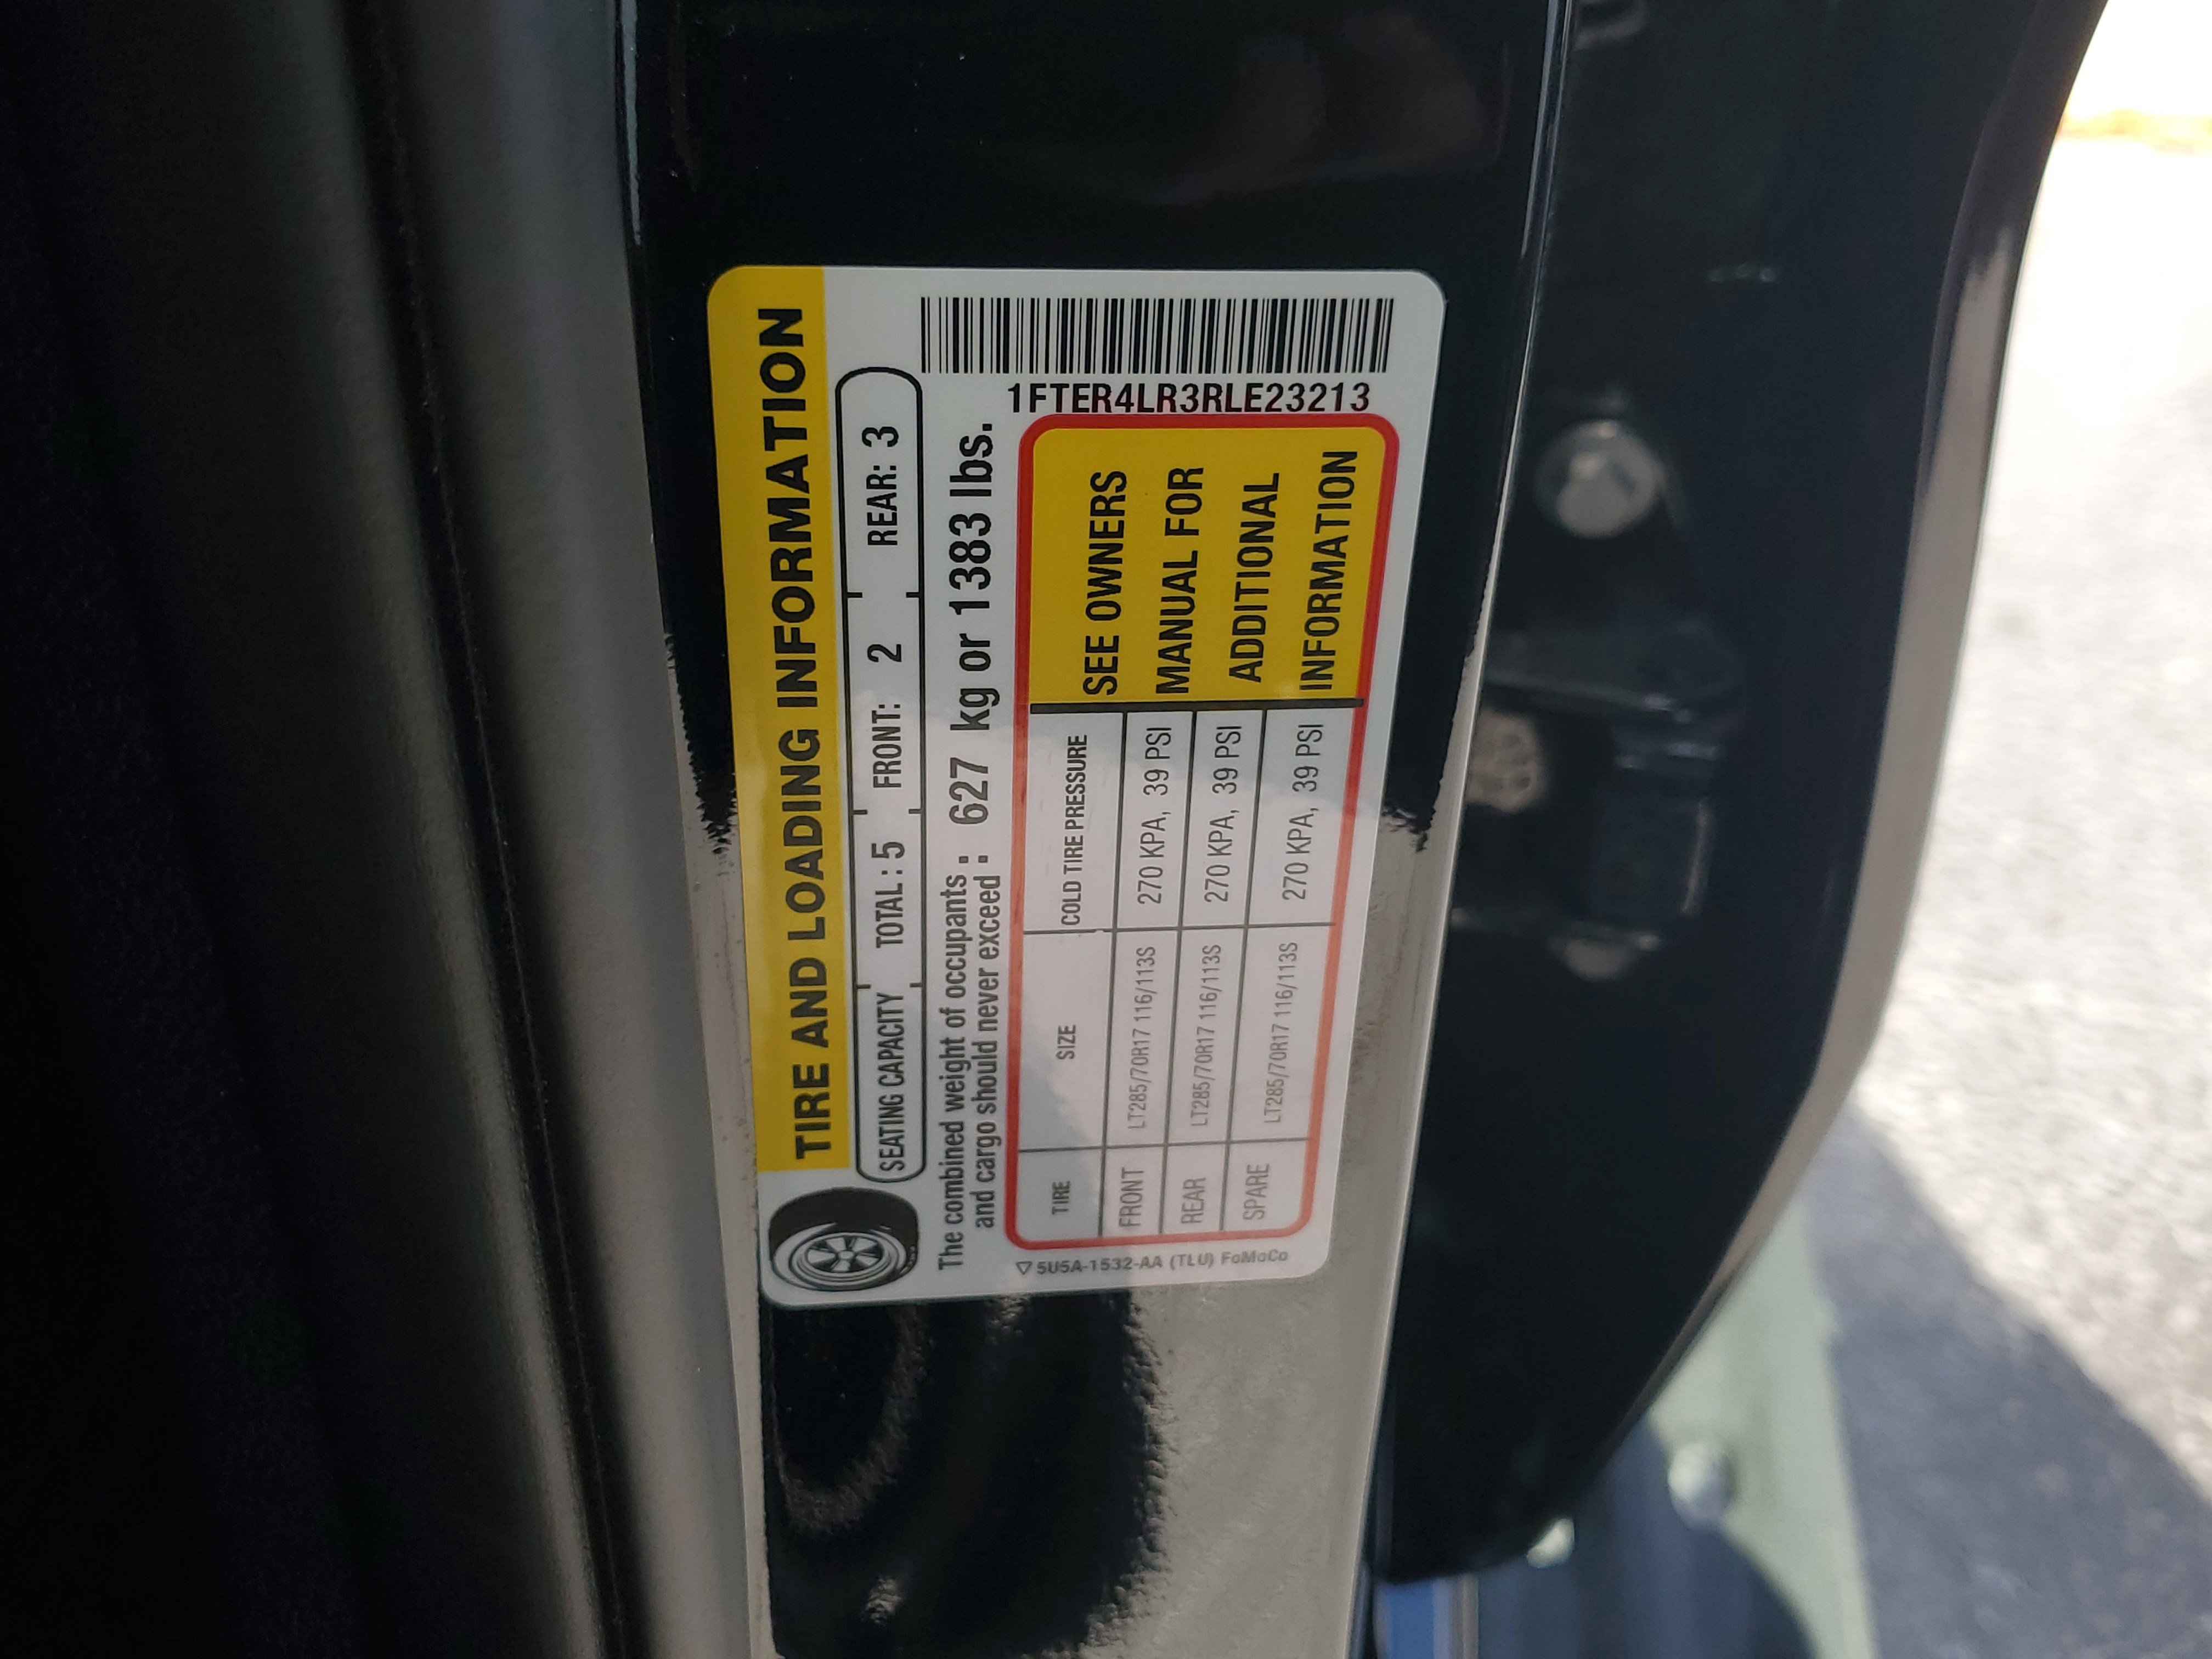 TIRE AND LOADING INFORMATION
SEATING CAPACITY TOTAL: 5 FRONT: 2 REAR: 3
The combined weight of occupants
and cargo should never exceed : 627 kg or 1383 lbs.
TIRE SIZE COLD TIRE PRESSURE
FRONT LT285/70R17 116/113S 270 KPA, 39 PSI
REAR LT285/70R17 116/113S 270 KPA, 39 PSI
SPARE LT285/70R17 116/113S 270 KPA, 39 PSI
SEE OWNERS
MANUAL FOR
ADDITIONAL
INFORMATION
1FTER4LR3RLE23213
5U5A-1532-AA (TLU) FoMoCo